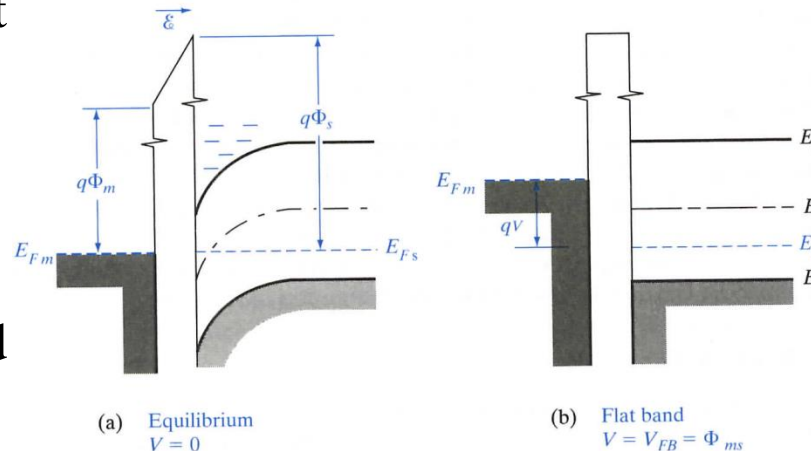 t
ℰ
qΦs
qΦm
EFm
EFs
EFm
qV
E
E
E
E
d
(a) Equilibrium
V = 0
(b) Flat band
V = VFB = Φms